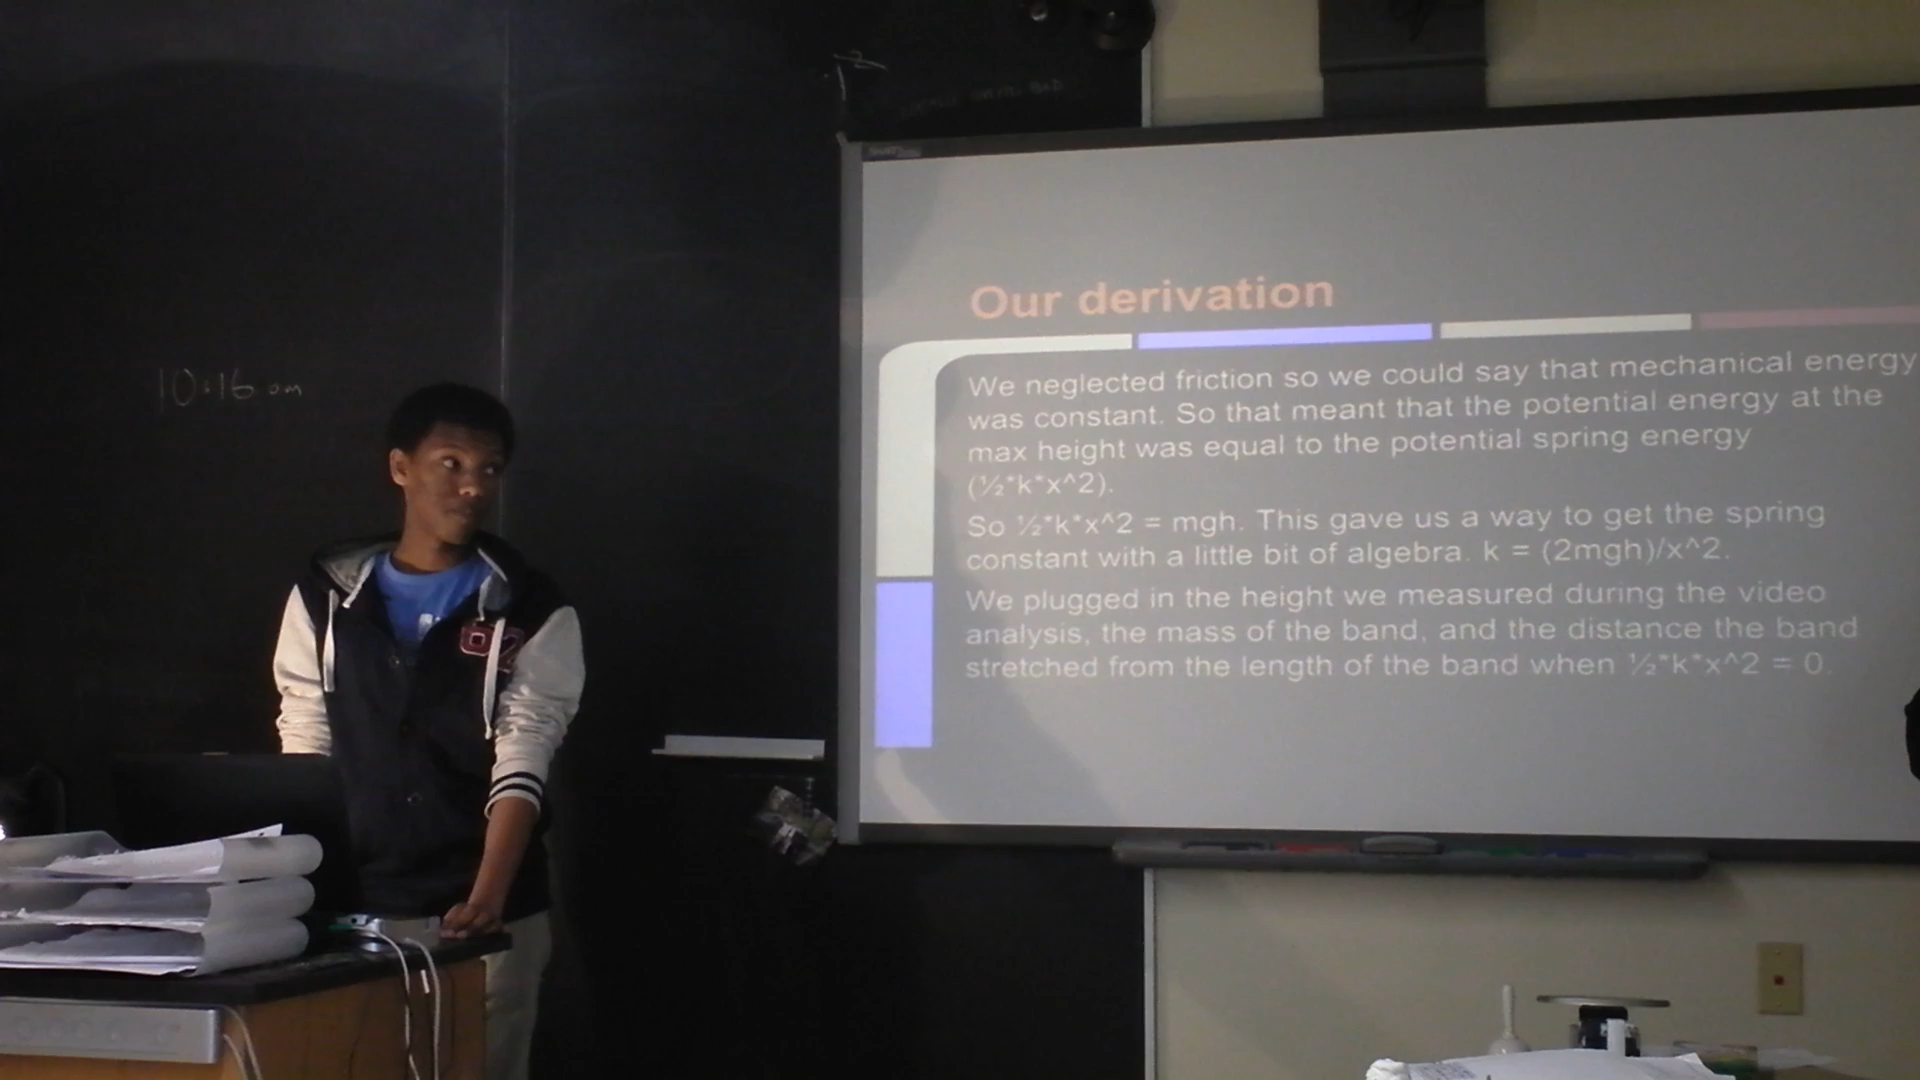 10:16 am
Our derivation
We neglected friction so we could say that mechanical energy
was constant. So that meant that the potential energy at the
max height was equal to the potential spring energy
(½*k*x^2).
So ½*k*x^2 = mgh. This gave us a way to get the spring
constant with a little bit of algebra. k = (2mgh)/x^2.
We plugged in the height we measured during the video
analysis, the mass of the band, and the distance the band
stretched from the length of the band when ½*k*x^2 = 0.
02